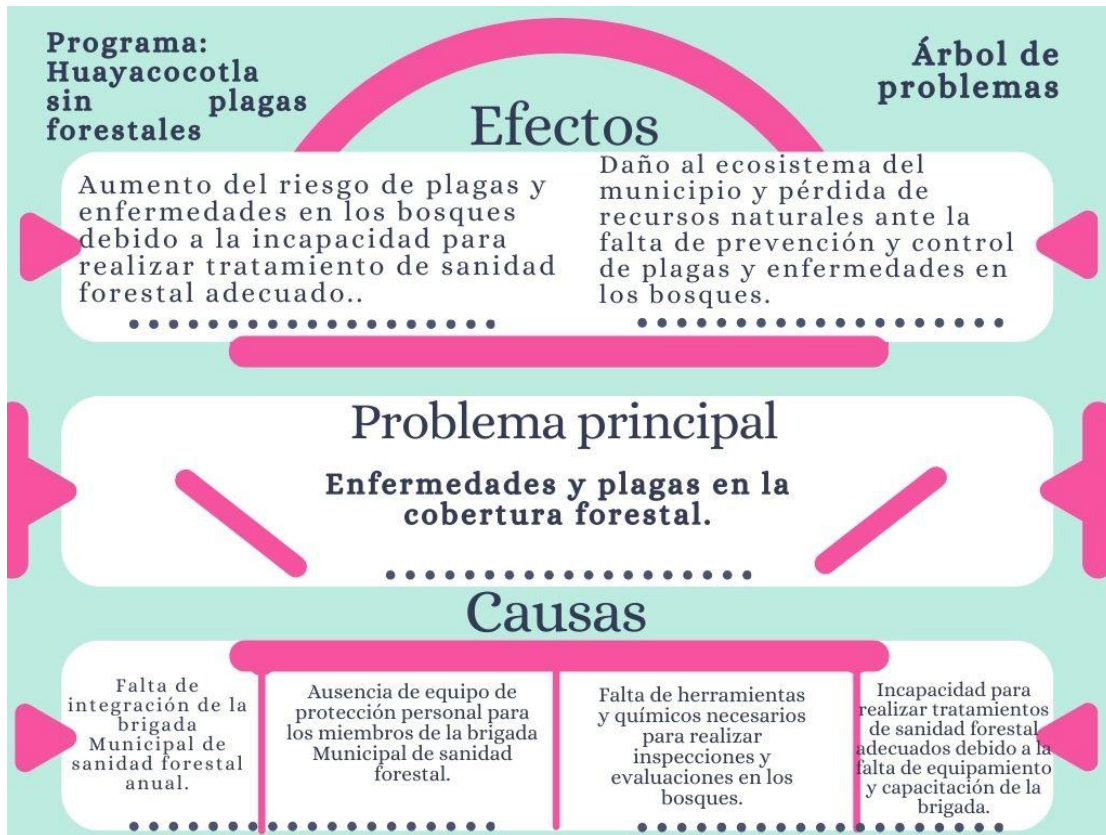 Programa:
Huayacocotla
sin plagas
forestales
Árbol de
problemas
Efectos
Aumento del riesgo de plagas y
enfermedades en los bosques
debido a la incapacidad para
realizar tratamiento de sanidad
forestal adecuado..
Daño al ecosistema del
municipio y pérdida de
recursos naturales ante la
falta de prevención y control
de plagas y enfermedades en
los bosques.
Problema principal
Enfermedades y plagas en la
cobertura forestal.
Causas
Falta de
integración de la
brigada
Municipal de
sanidad forestal
anual.
Ausencia de equipo de
protección personal para
los miembros de la brigada
Municipal de sanidad
forestal.
Falta de herramientas
y químicos necesarios
para realizar
inspecciones y
evaluaciones en los
bosques.
Incapacidad para
realizar tratamientos
de sanidad forestal
adecuados debido a la
falta de equipamiento
y capacitación de la
brigada.